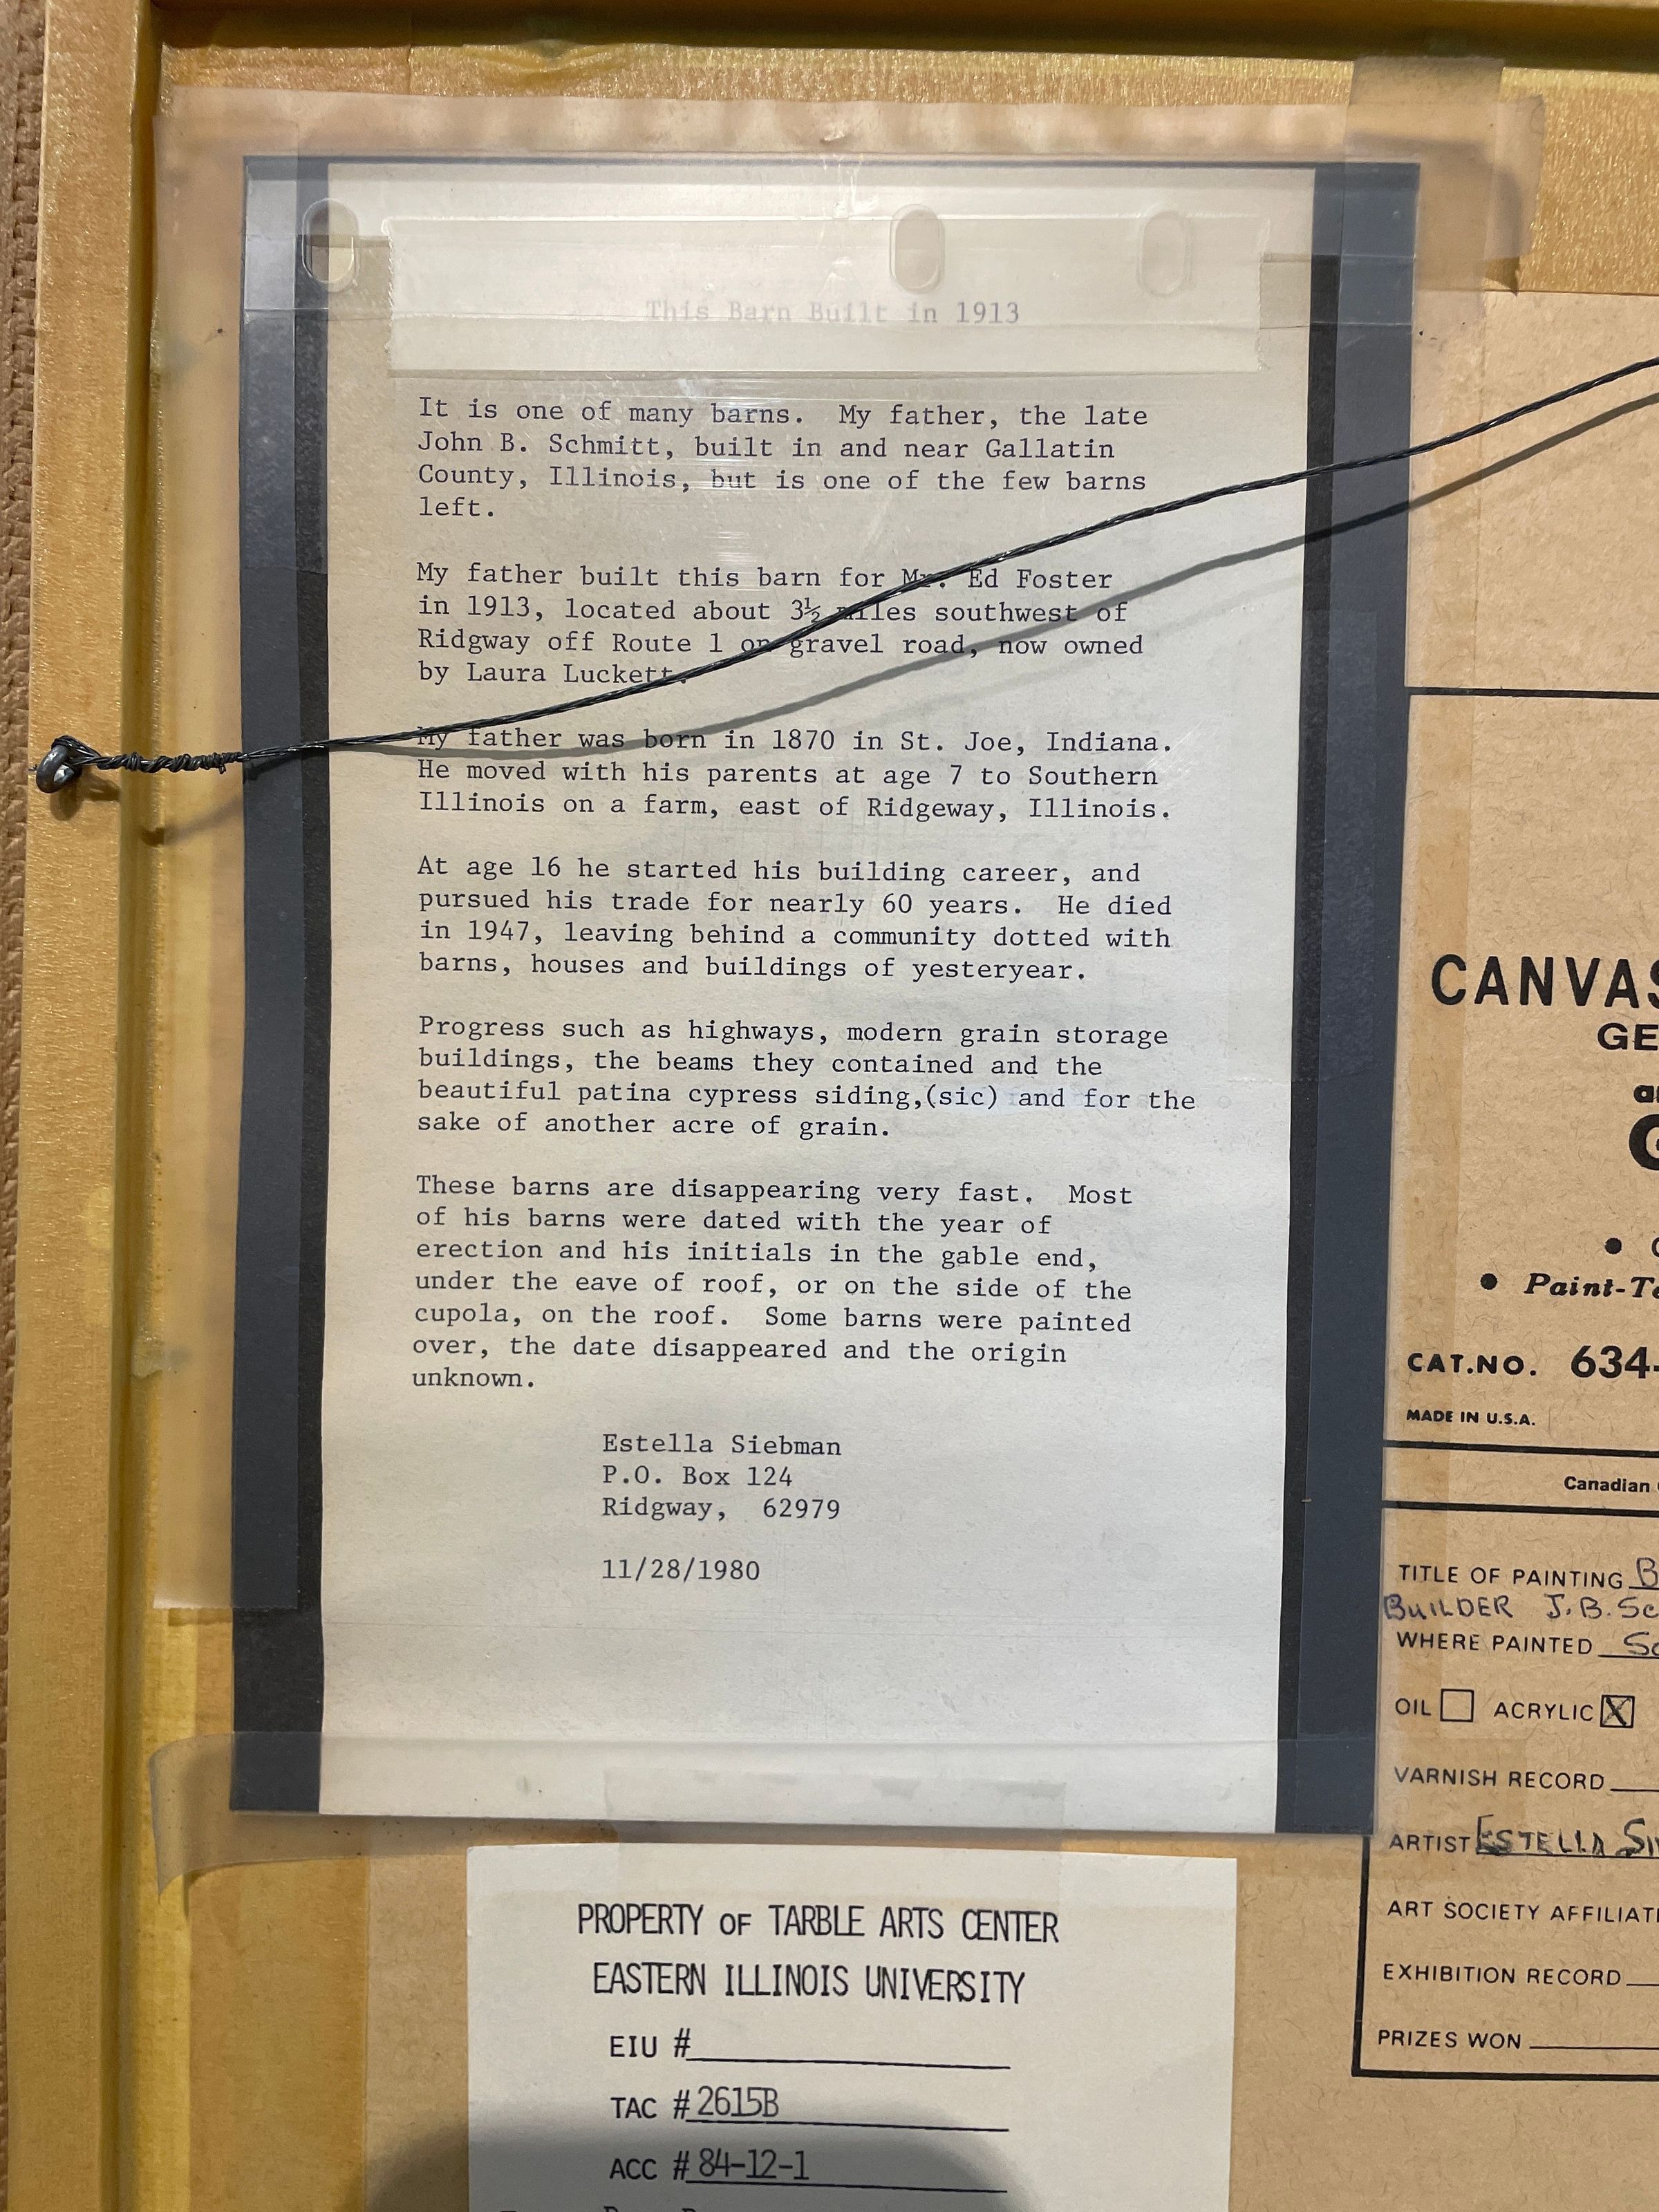 This Barn Built in 1913
It is one of many barns.  My father, the late
John B. Schmitt, built in and near Gallatin
County, Illinois, but is one of the few barns
left.
My father built this barn for Mr. Ed Foster
in 1913, located about 3½ miles southwest of
Ridgway off Route 1 on gravel road, now owned
by Laura Luckett.
My father was born in 1870 in St. Joe, Indiana.
He moved with his parents at age 7 to Southern
Illinois on a farm, east of Ridgeway, Illinois.
At age 16 he started his building career, and
pursued his trade for nearly 60 years.  He died
in 1947, leaving behind a community dotted with
barns, houses and buildings of yesteryear.
Progress such as highways, modern grain storage
buildings, the beams they contained and the
beautiful patina cypress siding,(sic) and for the
sake of another acre of grain.
These barns are disappearing very fast.  Most
of his barns were dated with the year of
erection and his initials in the gable end,
under the eave of roof, or on the side of the
cupola, on the roof.  Some barns were painted
over, the date disappeared and the origin
unknown.
Estella Siebman
P.O. Box 124
Ridgway,  62979
11/28/1980
PROPERTY OF TARBLE ARTS CENTER
EASTERN ILLINOIS UNIVERSITY
EIU #
TAC # 2615B
ACC # 84-12-1
CANVAS
GE
CAT.NO. 634-
MADE IN U.S.A.
Canadian
TITLE OF PAINTING B
BUILDER J.B. Sc
WHERE PAINTED So
OIL ACRYLIC X
VARNISH RECORD
ARTIST ESTELLA
ART SOCIETY AFFILIATI
EXHIBITION RECORD
PRIZES WON